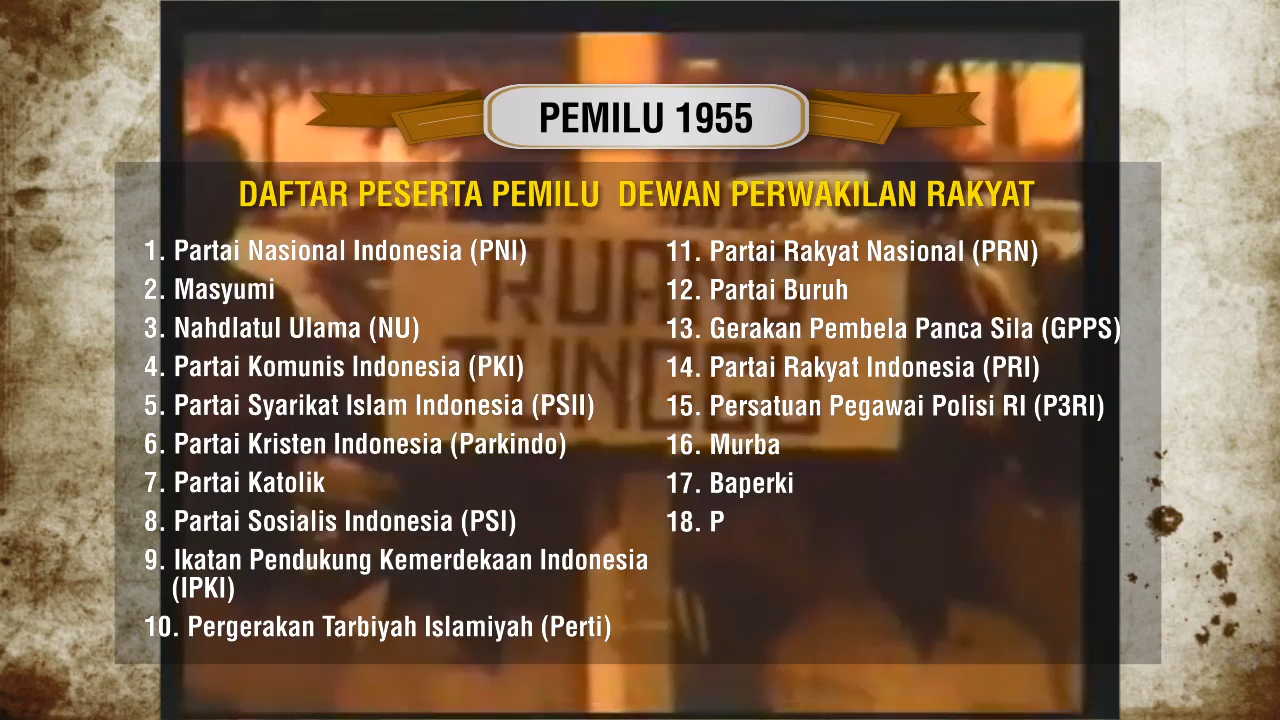 PEMILU 1955
DAFTAR PESERTA PEMILU DEWAN PERWAKILAN RAKYAT
1. Partai Nasional Indonesia (PNI)
2. Masyumi
3. Nahdlatul Ulama (NU)
4. Partai Komunis Indonesia (PKI)
5. Partai Syarikat Islam Indonesia (PSII)
6. Partai Kristen Indonesia (Parkindo)
7. Partai Katolik
8. Partai Sosialis Indonesia (PSI)
9. Ikatan Pendukung Kemerdekaan Indonesia
(IPKI)
10. Pergerakan Tarbiyah Islamiyah (Perti)
11. Partai Rakyat Nasional (PRN)
12. Partai Buruh
13. Gerakan Pembela Panca Sila (GPPS)
14. Partai Rakyat Indonesia (PRI)
15. Persatuan Pegawai Polisi RI (P3RI)
16. Murba
17. Baperki
18. P
RUANG
TUNGGU